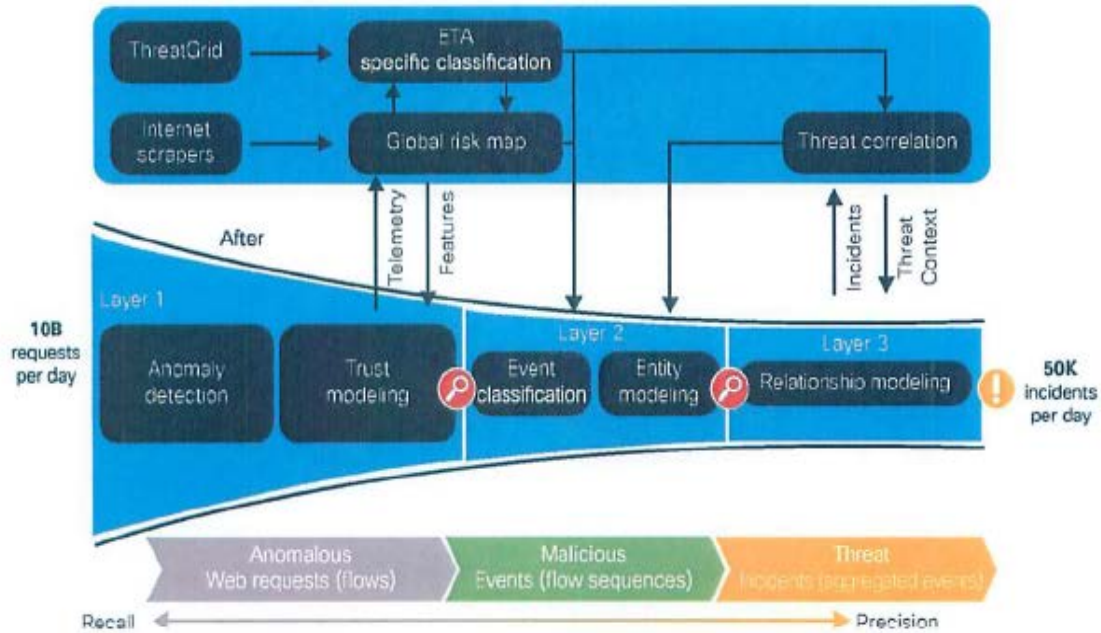 ThreatGrid
ETA
specific classification
Internet
scrapers
Global risk map
Threat correlation
After
Telemetry
Features
Incidents
Threat
Context
Layer 1
Layer 2
Layer 3
10B
requests
per day
Anomaly
detection
Trust
modeling
Event
classification
Entity
modeling
Relationship modeling
50K
incidents
per day
Anomalous
Web requests (flows)
Malicious
Events (flow sequences)
Threat
Incidents (aggregated events)
Recall
Precision